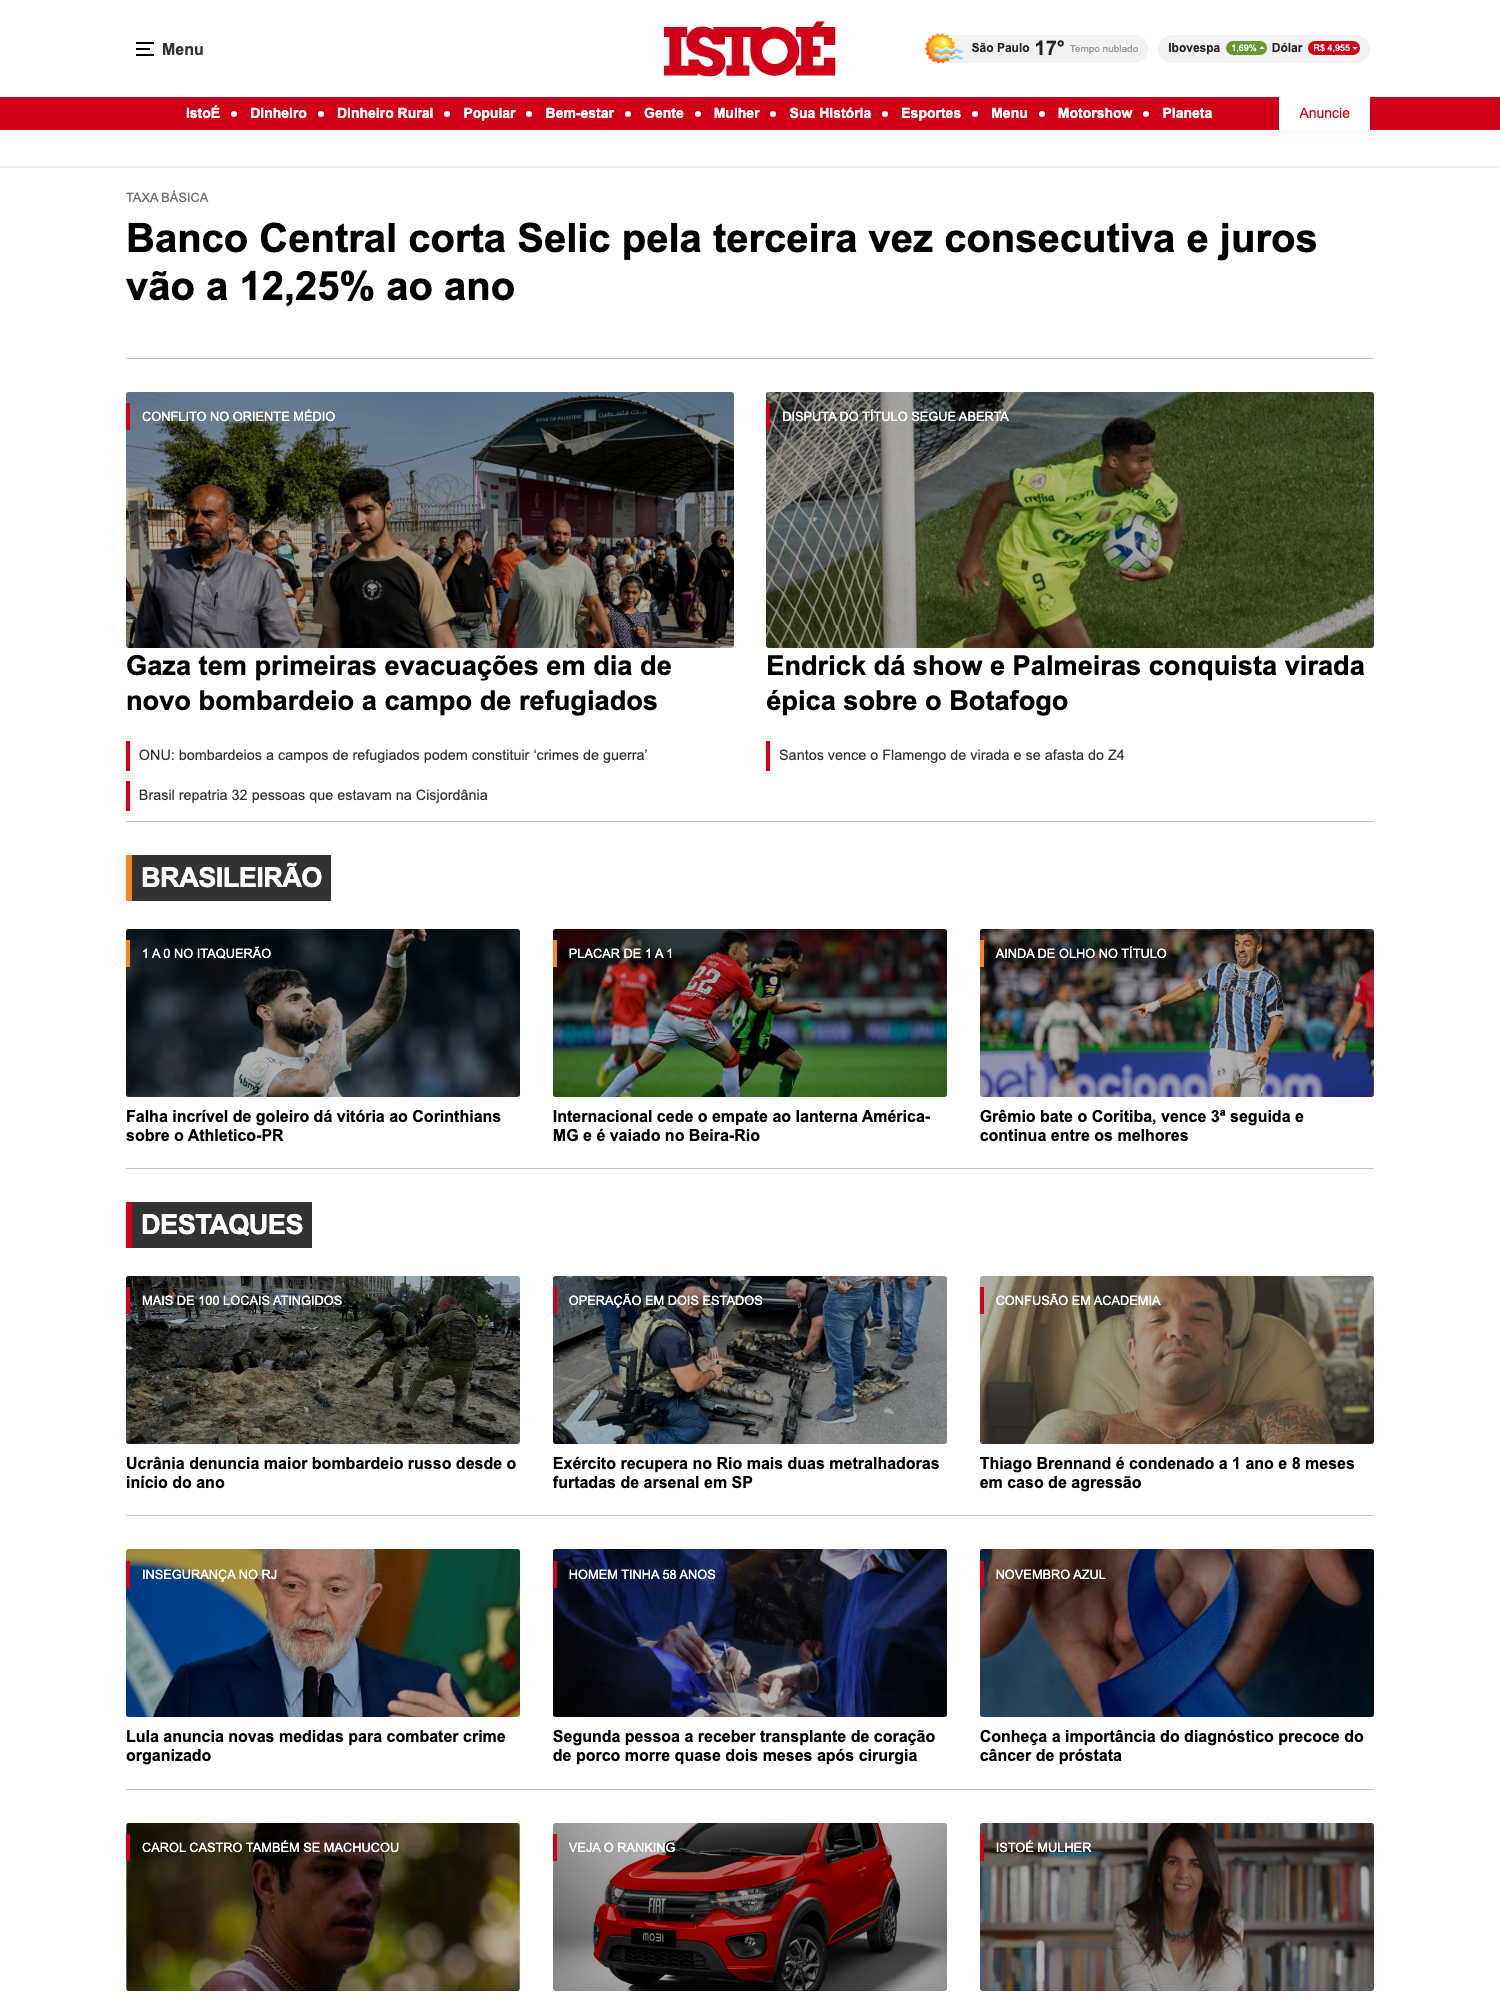 Menu
ISTOÉ
São Paulo 17° Tempo nublado
Ibovespa 1,69% Dólar R$ 4,955
IstoÉ • Dinheiro • Dinheiro Rural • Popular • Bem-estar • Gente • Mulher • Sua História • Esportes • Menu • Motorshow • Planeta
Anuncie
TAXA BÁSICA
Banco Central corta Selic pela terceira vez consecutiva e juros
vão a 12,25% ao ano
CONFLITO NO ORIENTE MÉDIO
BANK OF PALESTINE
Gaza tem primeiras evacuações em dia de
novo bombardeio a campo de refugiados
ONU: bombardeios a campos de refugiados podem constituir ‘crimes de guerra’
Brasil repatria 32 pessoas que estavam na Cisjordânia
DISPUTA DO TÍTULO SEGUE ABERTA
crefisa
9
Endrick dá show e Palmeiras conquista virada
épica sobre o Botafogo
Santos vence o Flamengo de virada e se afasta do Z4
BRASILEIRÃO
1 A 0 NO ITAQUERÃO
Falha incrível de goleiro dá vitória ao Corinthians
sobre o Athletico-PR
PLACAR DE 1 A 1
22
Internacional cede o empate ao lanterna América-
MG e é vaiado no Beira-Rio
AINDA DE OLHO NO TÍTULO
Grêmio bate o Coritiba, vence 3ª seguida e
continua entre os melhores
DESTAQUES
MAIS DE 100 LOCAIS ATINGIDOS
Ucrânia denuncia maior bombardeio russo desde o
início do ano
OPERAÇÃO EM DOIS ESTADOS
Exército recupera no Rio mais duas metralhadoras
furtadas de arsenal em SP
CONFUSÃO EM ACADEMIA
Thiago Brennand é condenado a 1 ano e 8 meses
em caso de agressão
INSEGURANÇA NO RJ
Lula anuncia novas medidas para combater crime
organizado
HOMEM TINHA 58 ANOS
Segunda pessoa a receber transplante de coração
de porco morre quase dois meses após cirurgia
NOVEMBRO AZUL
Conheça a importância do diagnóstico precoce do
câncer de próstata
CAROL CASTRO TAMBÉM SE MACHUCOU
VEJA O RANKING
FIAT
MOBI
ISTOÉ MULHER